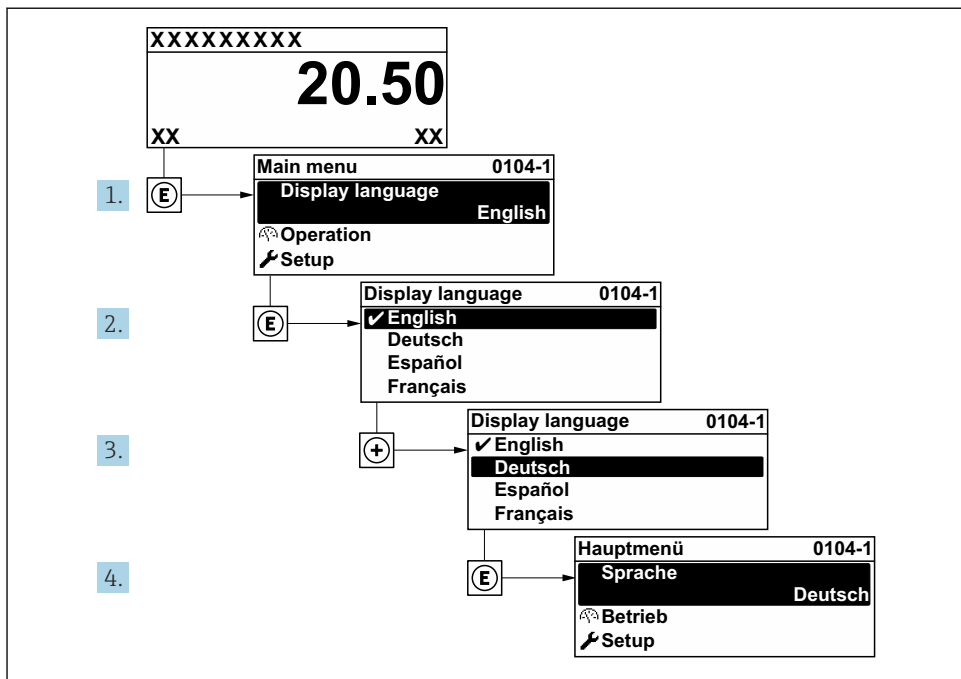 XXXXXXXXX
20.50
XX XX
1. E
Main menu 0104-1
Display language
English
Operation
Setup
2. E
Display language 0104-1
✔English
Deutsch
Español
Français
3. +
Display language 0104-1
✔English
Deutsch
Español
Français
4. E
Hauptmenü 0104-1
Sprache
Deutsch
Betrieb
Setup